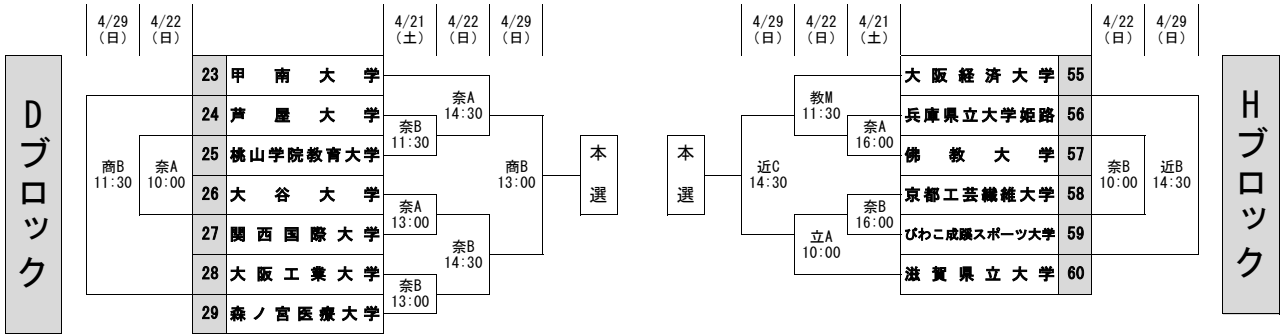 4/29 4/22 4/21 4/22 4/29
（日） （日） （土） （日） （日）
Dブロック
23 甲南大学
24 芦屋大学
25 桃山学院教育大学
26 大谷大学
27 関西国際大学
28 大阪工業大学
29 森ノ宮医療大学
商B
11:30
奈A
10:00
奈B
11:30
奈A
13:00
奈B
13:00
奈A
14:30
奈B
14:30
商B
13:00
本選
4/29 4/22 4/21 4/22 4/29
（日） （日） （土） （日） （日）
本選
近C
14:30
教M
11:30
立A
10:00
奈A
16:00
奈B
16:00
大阪経済大学 55
兵庫県立大学姫路 56
佛教大学 57
京都工芸繊維大学 58
びわこ成蹊スポーツ大学 59
滋賀県立大学 60
奈B
10:00
近B
14:30
Hブロック